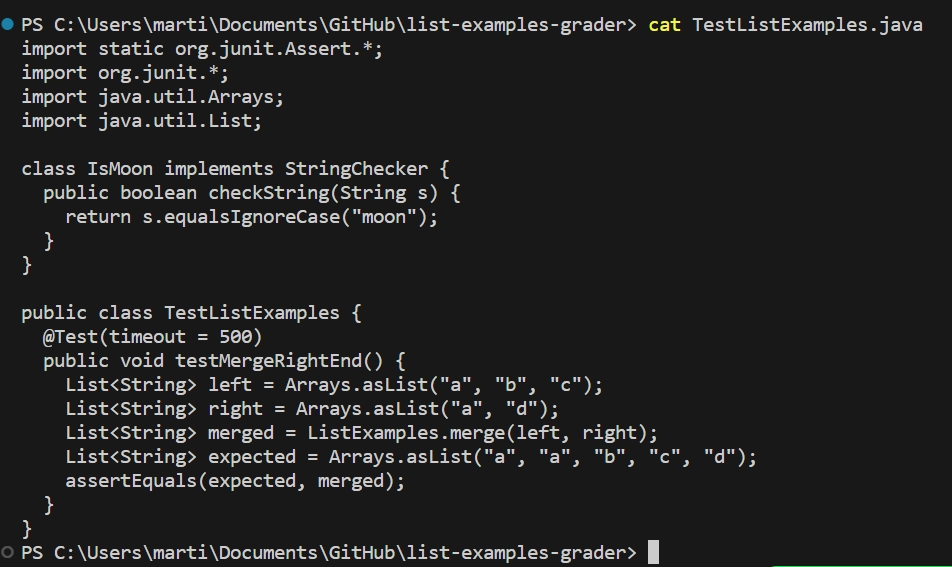 PS C:\Users\marti\Documents\GitHub\list-examples-grader> cat TestListExamples.java
import static org.junit.Assert.*;
import org.junit.*;
import java.util.Arrays;
import java.util.List;

class IsMoon implements StringChecker {
  public boolean checkString(String s) {
    return s.equalsIgnoreCase("moon");
  }
}

public class TestListExamples {
  @Test(timeout = 500)
  public void testMergeRightEnd() {
    List<String> left = Arrays.asList("a", "b", "c");
    List<String> right = Arrays.asList("a", "d");
    List<String> merged = ListExamples.merge(left, right);
    List<String> expected = Arrays.asList("a", "a", "b", "c", "d");
    assertEquals(expected, merged);
  }
}
PS C:\Users\marti\Documents\GitHub\list-examples-grader>